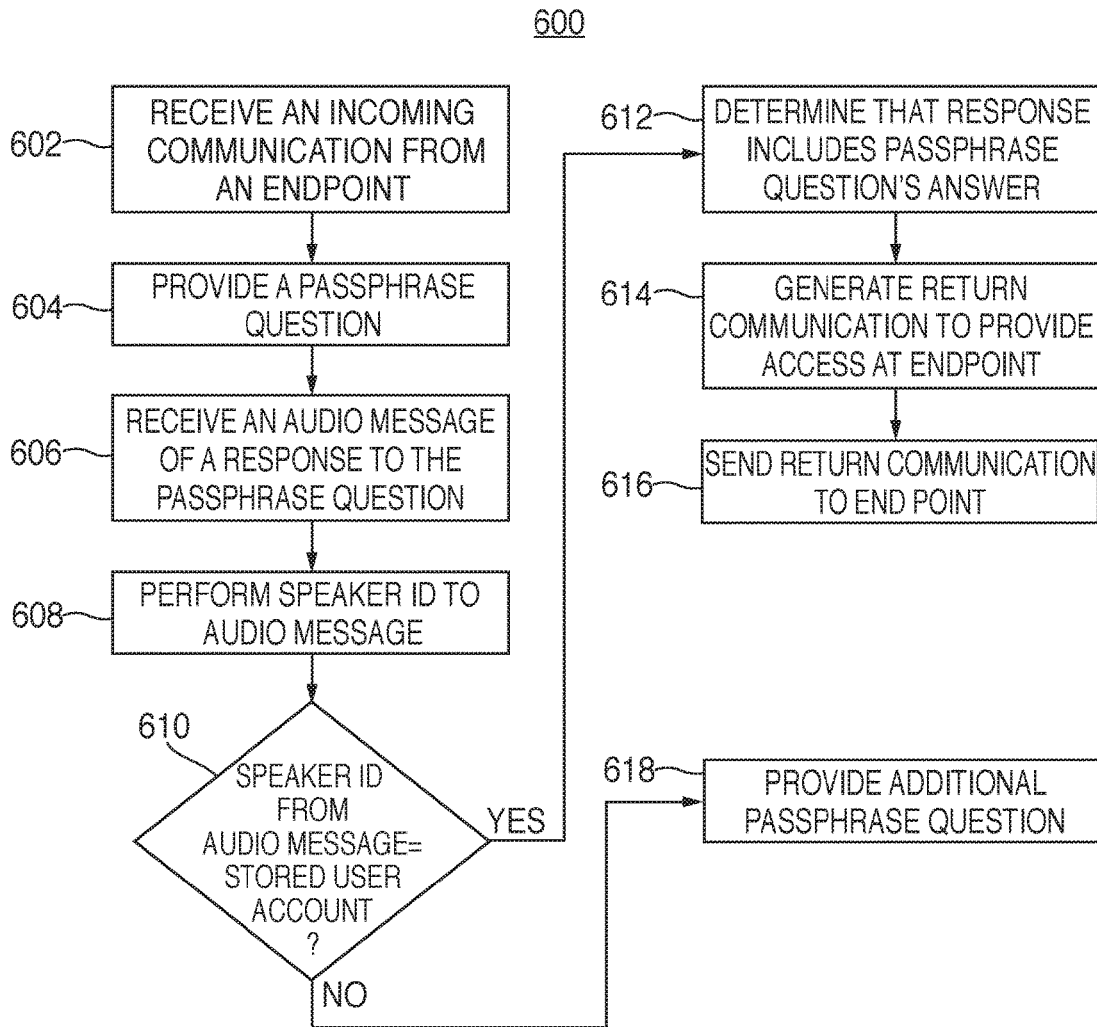 600
602
RECEIVE AN INCOMING
COMMUNICATION FROM
AN ENDPOINT
604
PROVIDE A PASSPHRASE
QUESTION
606
RECEIVE AN AUDIO MESSAGE
OF A RESPONSE TO THE
PASSPHRASE QUESTION
608
PERFORM SPEAKER ID TO
AUDIO MESSAGE
610
SPEAKER ID
FROM
AUDIO MESSAGE=
STORED USER
ACCOUNT
?
YES
NO
612
DETERMINE THAT RESPONSE
INCLUDES PASSPHRASE
QUESTION'S ANSWER
614
GENERATE RETURN
COMMUNICATION TO PROVIDE
ACCESS AT ENDPOINT
616
SEND RETURN COMMUNICATION
TO END POINT
618
PROVIDE ADDITIONAL
PASSPHRASE QUESTION